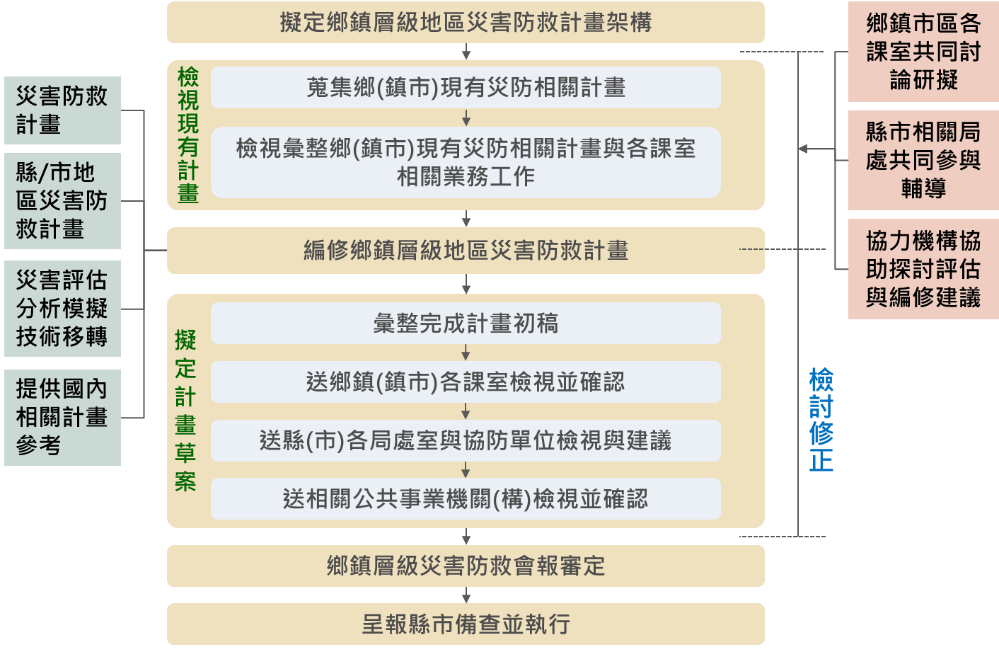 擬定鄉鎮層級地區災害防救計畫架構
檢視現有計畫
蒐集鄉(鎮市)現有災防相關計畫
檢視彙整鄉(鎮市)現有災防相關計畫與各課室
相關業務工作
編修鄉鎮層級地區災害防救計畫
擬定計畫草案
彙整完成計畫初稿
送鄉鎮(鎮市)各課室檢視並確認
送縣(市)各局處室與協防單位檢視與建議
送相關公共事業機關(構)檢視並確認
鄉鎮層級災害防救會報審定
呈報縣市備查並執行
災害防救
計畫
縣/市地
區災害防
救計畫
災害評估
分析模擬
技術移轉
提供國內
相關計畫
參考
鄉鎮市區各
課室共同討
論研擬
縣市相關局
處共同參與
輔導
協力機構協
助探討評估
與編修建議
檢討修正